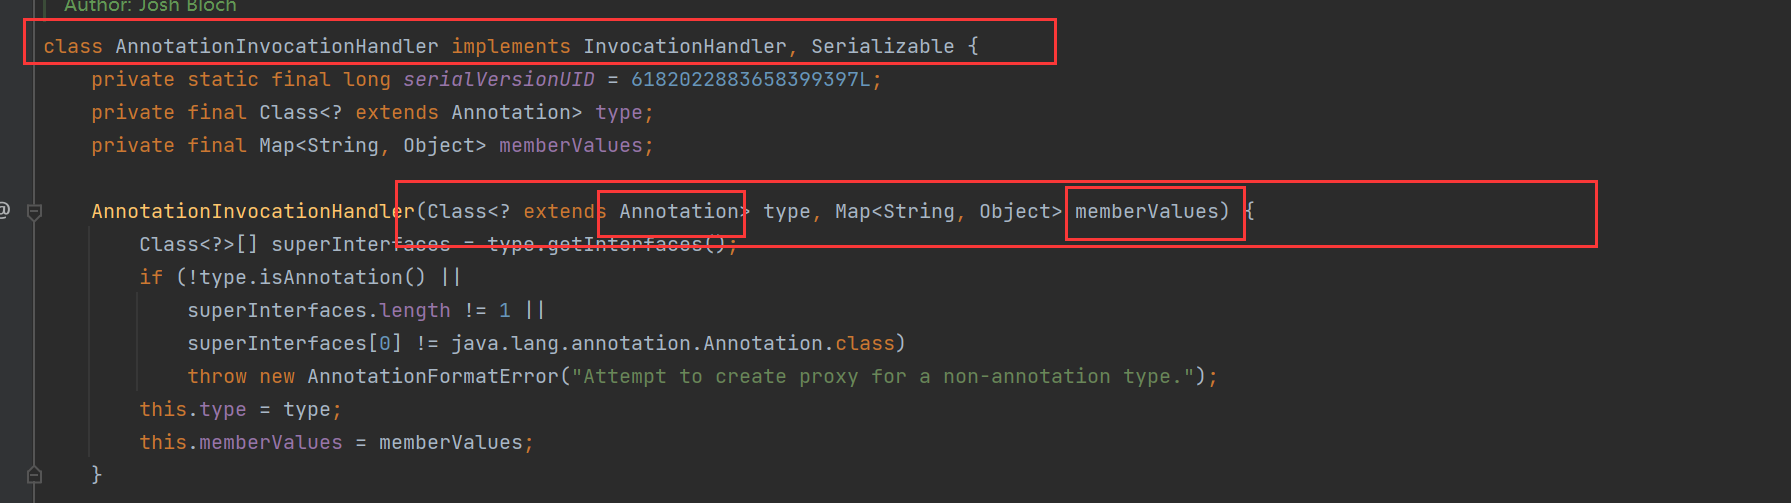 Author: Josh Bloch
class AnnotationInvocationHandler implements InvocationHandler, Serializable {
private static final long serialVersionUID = 6182022883658399397L;
private final Class<? extends Annotation> type;
private final Map<String, Object> memberValues;
@ AnnotationInvocationHandler(Class<? extends Annotation> type, Map<String, Object> memberValues) {
Class<?>[] superInterfaces = type.getInterfaces();
if (!type.isAnnotation() ||
superInterfaces.length != 1 ||
superInterfaces[0] != java.lang.annotation.Annotation.class)
throw new AnnotationFormatError("Attempt to create proxy for a non-annotation type.");
this.type = type;
this.memberValues = memberValues;
}